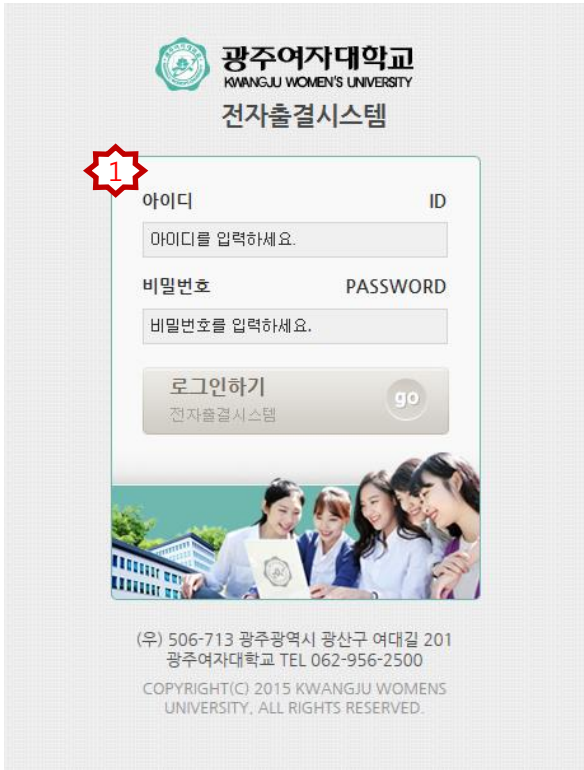 광주여자대학교
KWANGJU WOMEN'S UNIVERSITY
전자출결시스템
1
아이디 ID
아이디를 입력하세요.
비밀번호 PASSWORD
비밀번호를 입력하세요.
로그인하기
go
전자출결시스템
(우) 506-713 광주광역시 광산구 여대길 201
광주여자대학교 TEL 062-956-2500
COPYRIGHT(C) 2015 KWANGJU WOMENS
UNIVERSITY, ALL RIGHTS RESERVED.